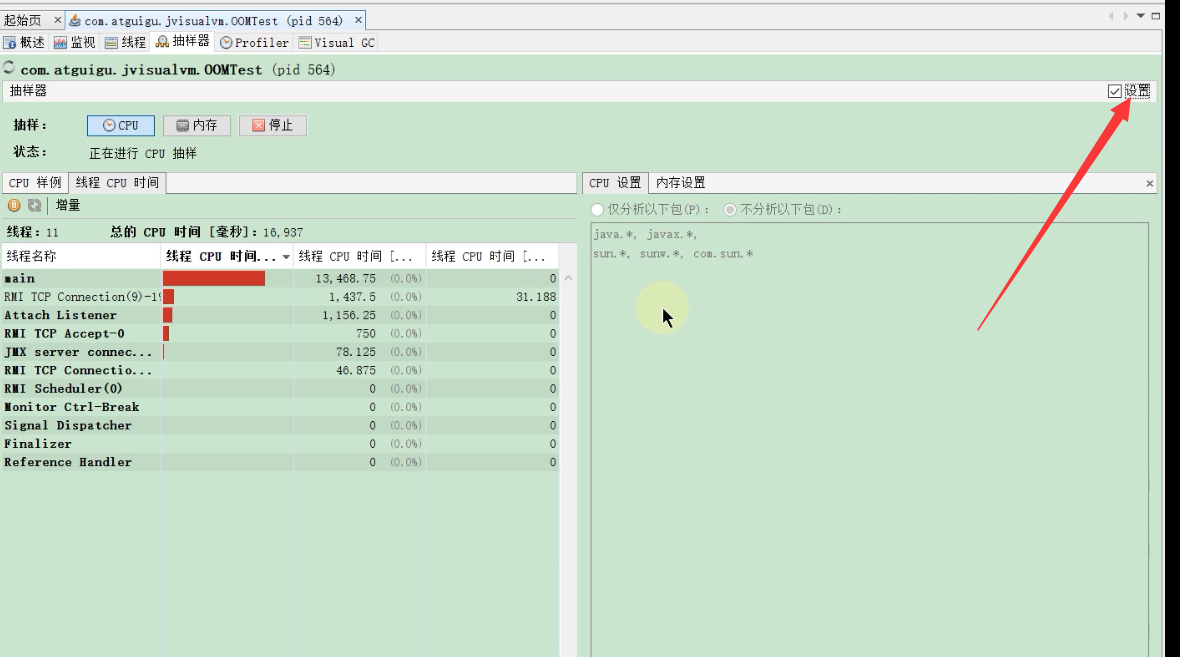 起始页 com.atguigu.jvisualvm.OOMTest (pid 564)
概述 监视 线程 抽样器 Profiler Visual GC
com.atguigu.jvisualvm.OOMTest (pid 564)
抽样器 设置
抽样： CPU 内存 停止
状态： 正在进行 CPU 抽样
CPU 样例 线程 CPU 时间
增量
线程：11 总的 CPU 时间 [毫秒]：16,937
线程名称 线程 CPU 时间... 线程 CPU 时间 [... 线程 CPU 时间 [...
main 13,468.75 (0.0%) 0
RMI TCP Connection(9)-19 1,437.5 (0.0%) 31.188
Attach Listener 1,156.25 (0.0%) 0
RMI TCP Accept-0 750 (0.0%) 0
JMX server connec... 78.125 (0.0%) 0
RMI TCP Connectio... 46.875 (0.0%) 0
RMI Scheduler(0) 0 (0.0%) 0
Monitor Ctrl-Break 0 (0.0%) 0
Signal Dispatcher 0 (0.0%) 0
Finalizer 0 (0.0%) 0
Reference Handler 0 (0.0%) 0
CPU 设置 内存设置
仅分析以下包(P)： 不分析以下包(D)：
java.*, javax.*,
sun.*, sunw.*, com.sun.*